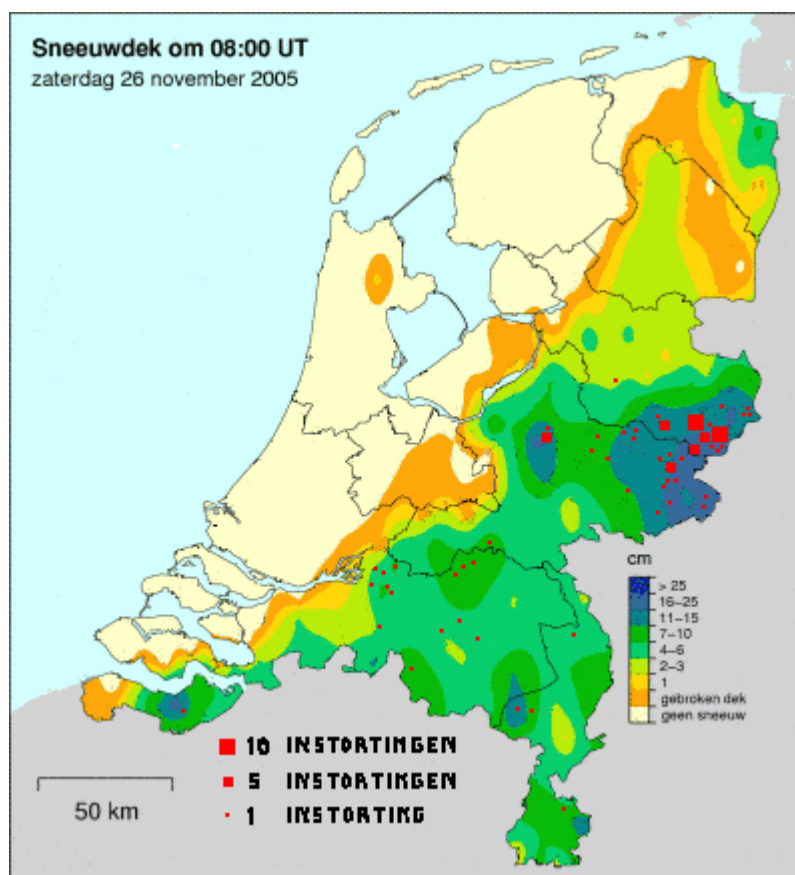 Sneeuwdek om 08:00 UT
zaterdag 26 november 2005
cm
> 25
16-25
11-15
7-10
4-6
2-3
1
gebroken dek
geen sneeuw
10 INSTORTINGEN
5 INSTORTINGEN
1 INSTORTING
50 km